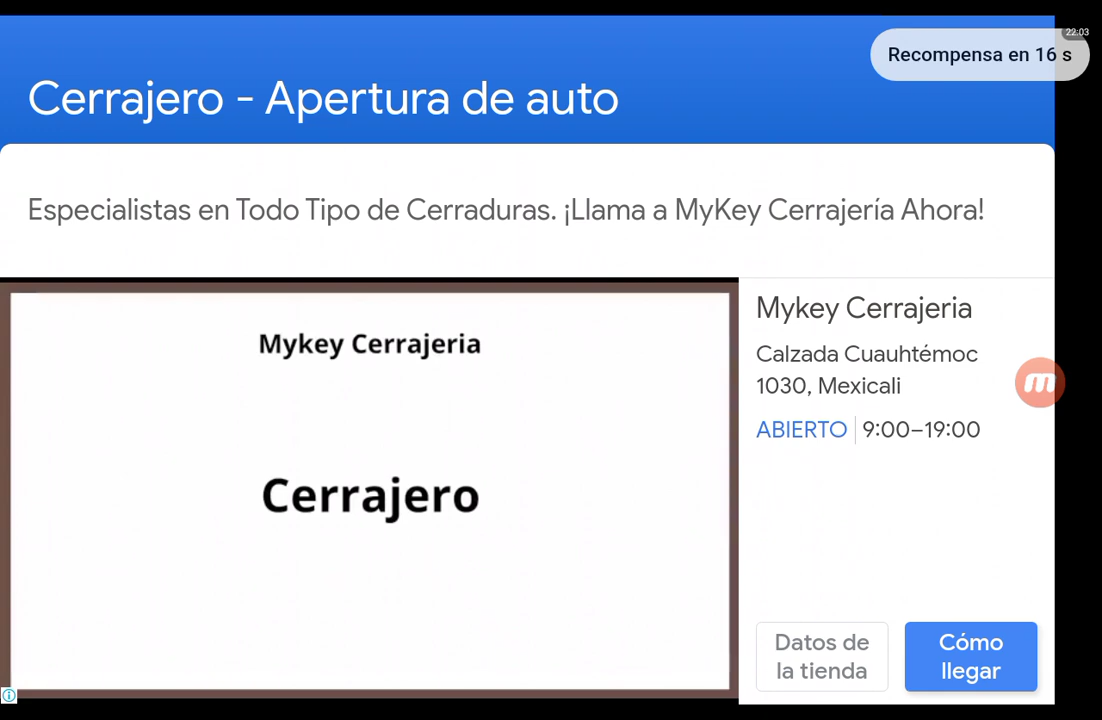 22:03
Recompensa en 16 s
Cerrajero - Apertura de auto
Especialistas en Todo Tipo de Cerraduras. ¡Llama a MyKey Cerrajería Ahora!
Mykey Cerrajeria
Cerrajero
Mykey Cerrajeria
Calzada Cuauhtémoc
1030, Mexicali
ABIERTO | 9:00–19:00
Datos de
la tienda
Cómo
llegar